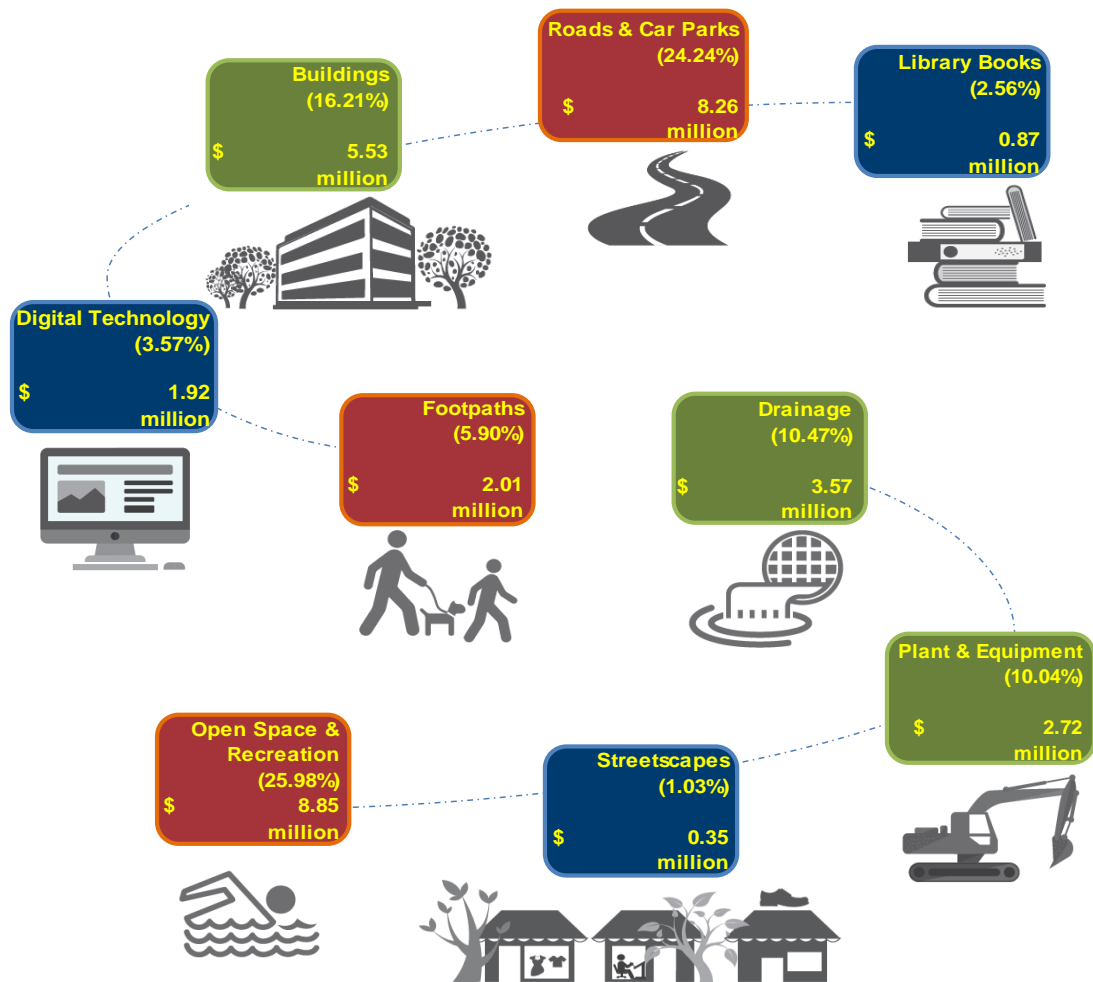 Roads & Car Parks
(24.24%)
$ 8.26
million
Buildings
(16.21%)
$ 5.53
million
Library Books
(2.56%)
$ 0.87
million
Digital Technology
(3.57%)
$ 1.92
million
Footpaths
(5.90%)
$ 2.01
million
Drainage
(10.47%)
$ 3.57
million
Plant & Equipment
(10.04%)
$ 2.72
million
Open Space &
Recreation
(25.98%)
$ 8.85
million
Streetscapes
(1.03%)
$ 0.35
million